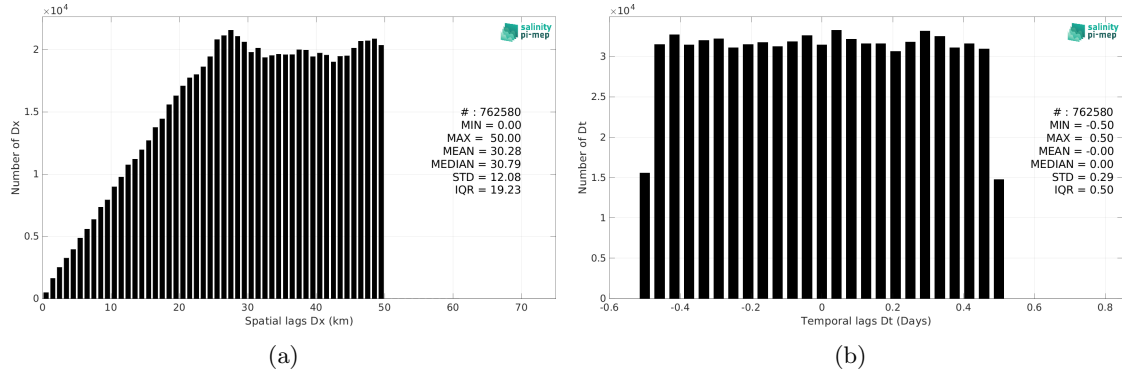 ×10⁴
2
1.5
1
0.5
0
Number of Dx
0 10 20 30 40 50 60 70
Spatial lags Dx (km)
salinity
pi-mep
# : 762580
MIN = 0.00
MAX = 50.00
MEAN = 30.28
MEDIAN = 30.79
STD = 12.08
IQR = 19.23
(a)
×10⁴
3.5
3
2.5
2
1.5
1
0.5
0
Number of Dt
-0.6 -0.4 -0.2 0 0.2 0.4 0.6 0.8
Temporal lags Dt (Days)
salinity
pi-mep
# : 762580
MIN = -0.50
MAX = 0.50
MEAN = -0.00
MEDIAN = 0.00
STD = 0.29
IQR = 0.50
(b)